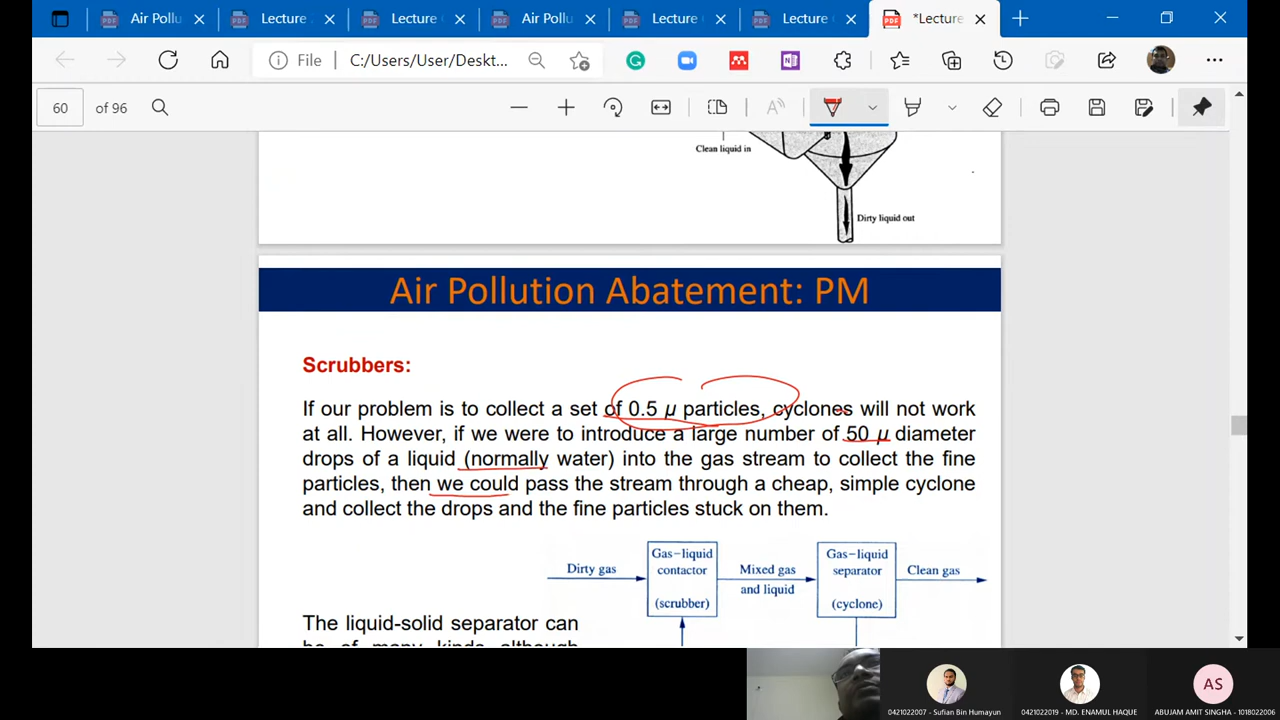 Air Pollu
Lecture
Lecture
Air Pollu
Lecture
Lecture
*Lecture
File
C:/Users/User/Deskt...
60
of 96
Clean liquid in
Dirty liquid out
Air Pollution Abatement: PM
Scrubbers:
If our problem is to collect a set of 0.5 μ particles, cyclones will not work
at all. However, if we were to introduce a large number of 50 μ diameter
drops of a liquid (normally water) into the gas stream to collect the fine
particles, then we could pass the stream through a cheap, simple cyclone
and collect the drops and the fine particles stuck on them.
Dirty gas
Gas-liquid
contactor
(scrubber)
Mixed gas
and liquid
Gas-liquid
separator
(cyclone)
Clean gas
The liquid-solid separator can
be of many kinds although
0421022007 - Sufian Bin Humayun
0421022019 - MD. ENAMUL HAQUE
AS
ABUJAM AMIT SINGHA - 1018022006